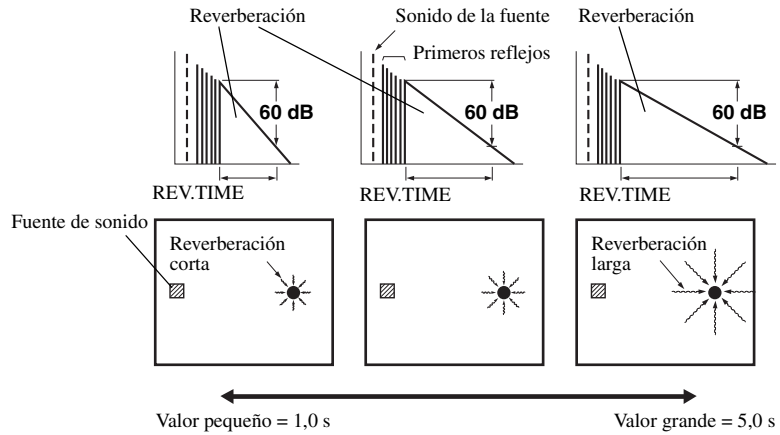 Reverberación
Sonido de la fuente
Reverberación
Primeros reflejos
60 dB
60 dB
60 dB
REV.TIME
REV.TIME
REV.TIME
Fuente de sonido
Reverberación
corta
Reverberación
larga
Valor pequeño = 1,0 s
Valor grande = 5,0 s